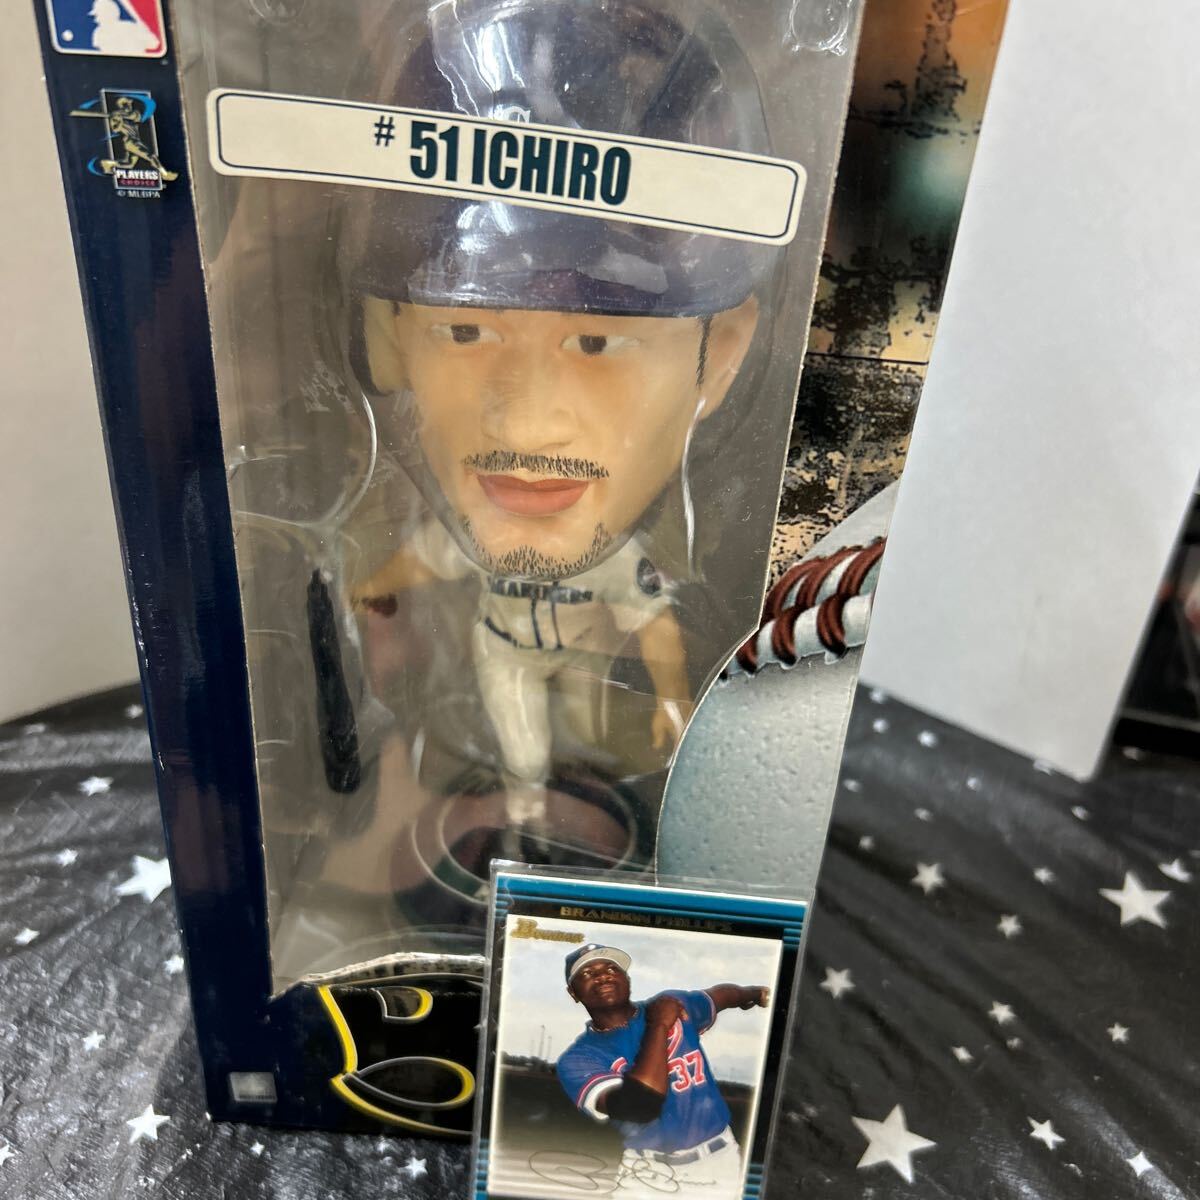 # 51 ICHIRO
PLAYERS
CHOICE
© MLBPA
MARINERS
BRANDON PHILLIPS
Bowman
37